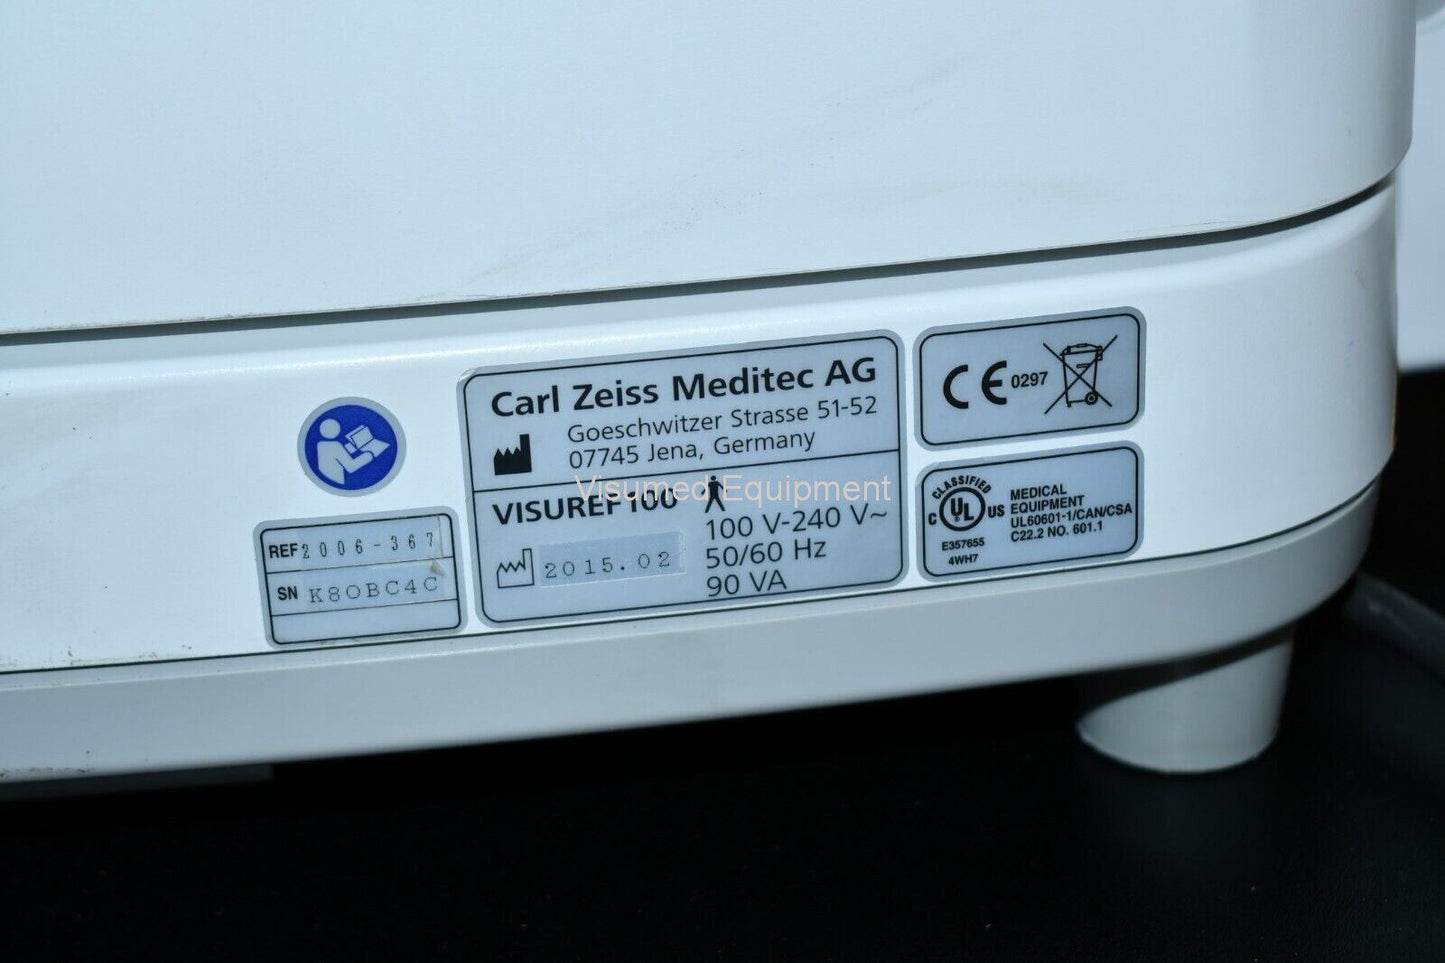 Carl Zeiss Meditec AG
Goeschwitzer Strasse 51-52
07745 Jena, Germany
VISUREF 100
2015.02
100 V-240 V~
50/60 Hz
90 VA
REF 2006-367
SN K80BC4C
CE 0297
CLASSIFIED
C UL US
E357655
4WH7
MEDICAL
EQUIPMENT
UL60601-1/CAN/CSA
C22.2 NO. 601.1
Visumed Equipment